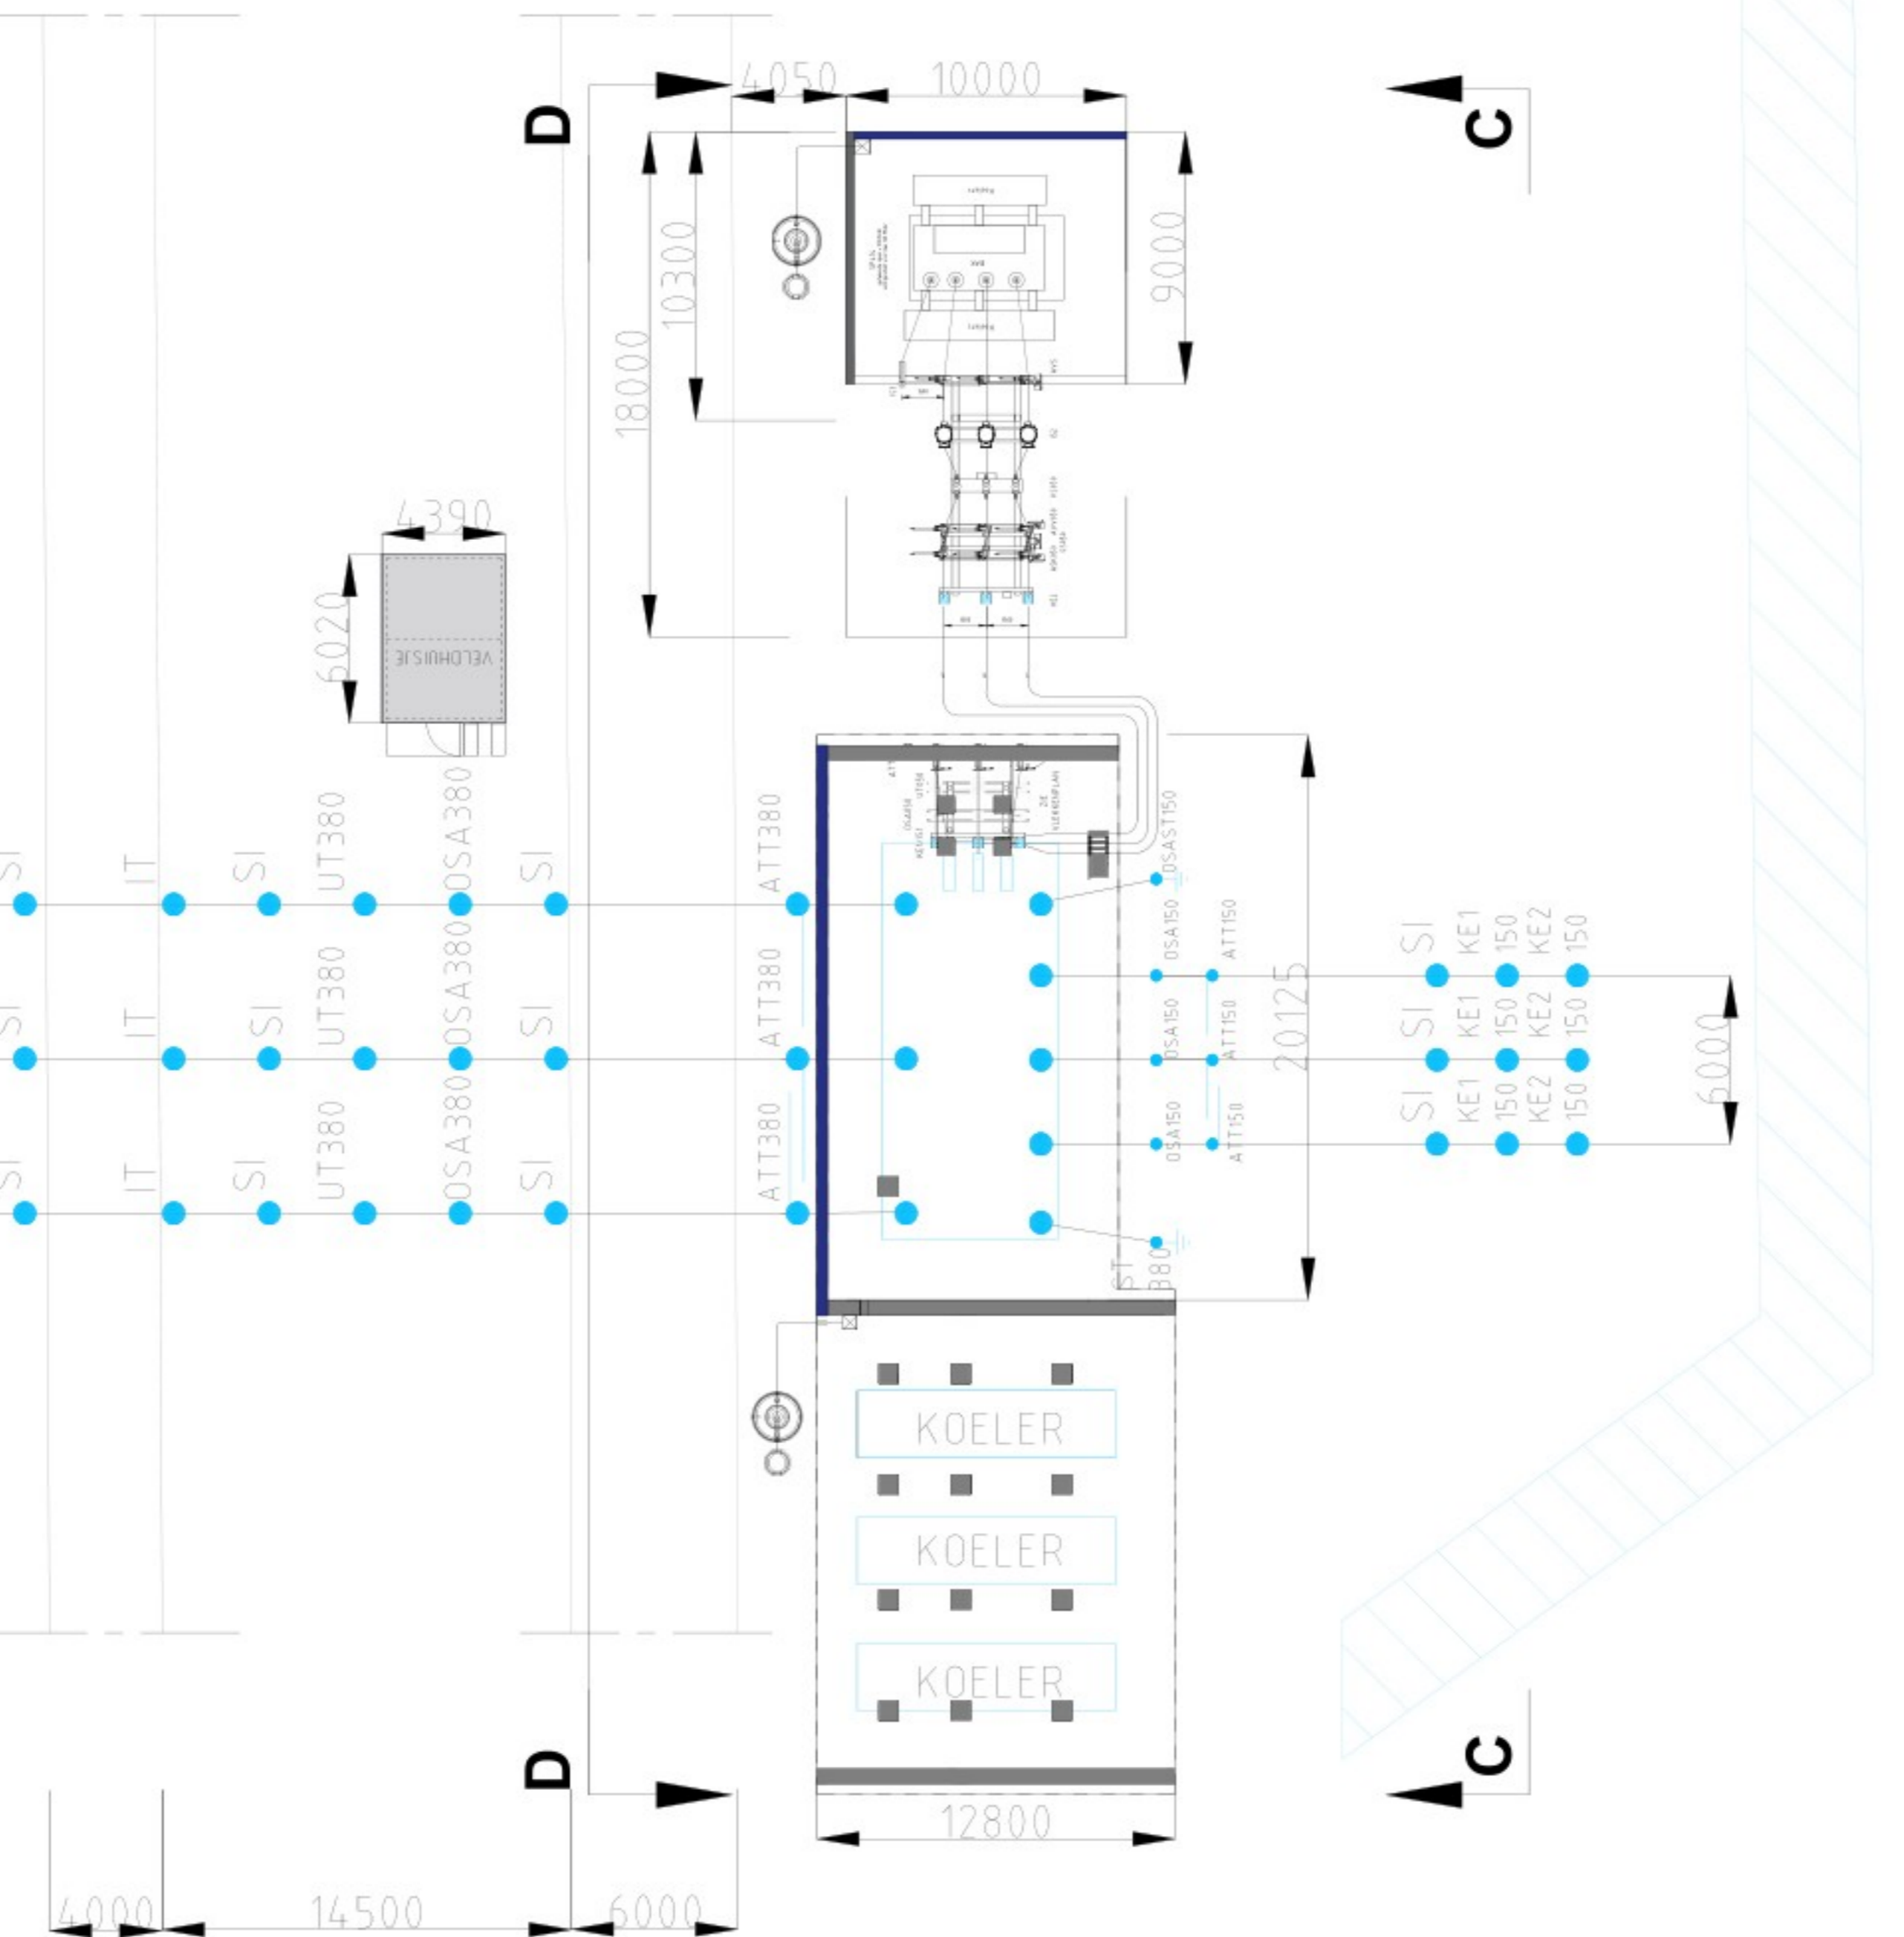 4050
10000
D
C
10300
9000
18000
BAK
4390
6020
VELDHUISJE
20125
VLEKKENPLAN
OSAST150
SI
IT
SI
UT380
OSA380
SI
ATT380
OSA150
ATT150
SI
KE1
150
KE2
150
SI
IT
SI
UT380
OSA380
SI
ATT380
OSA150
ATT150
SI
KE1
150
KE2
150
6000
SI
IT
SI
UT380
OSA380
SI
ATT380
OSA150
ATT150
SI
KE1
150
KE2
150
ST
380
KOELER
KOELER
KOELER
D
C
12800
4000
14500
6000